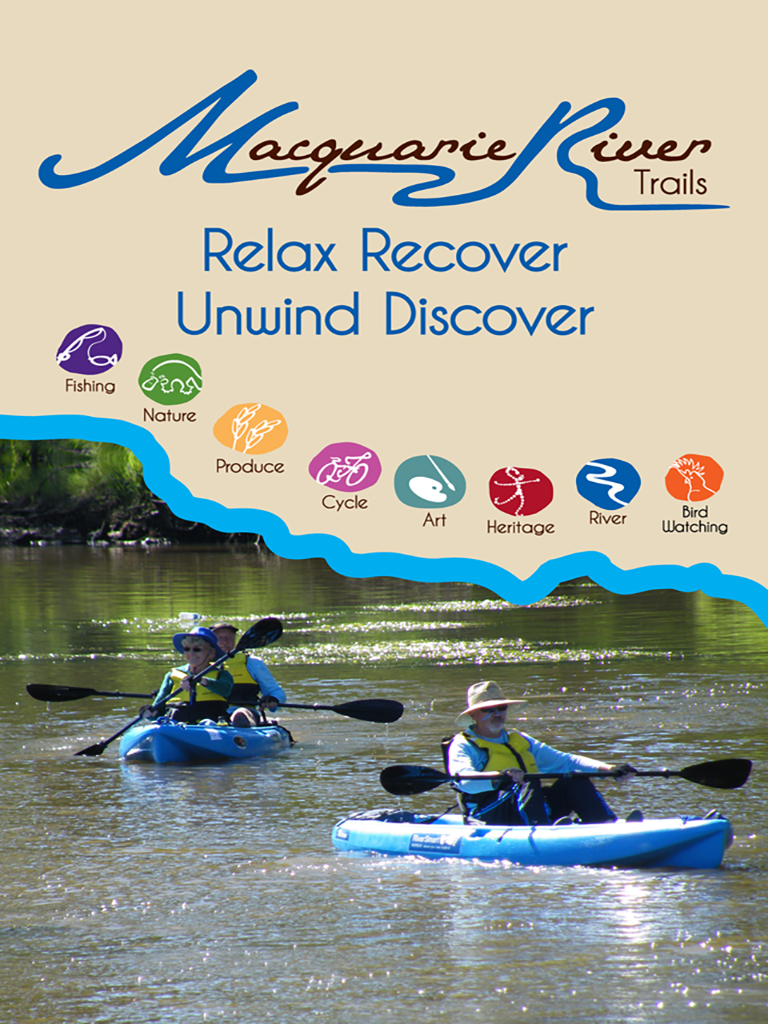 Macquarie River
Trails
Relax Recover
Unwind Discover
Fishing
Nature
Produce
Cycle
Art
Heritage
River
Bird
Watching